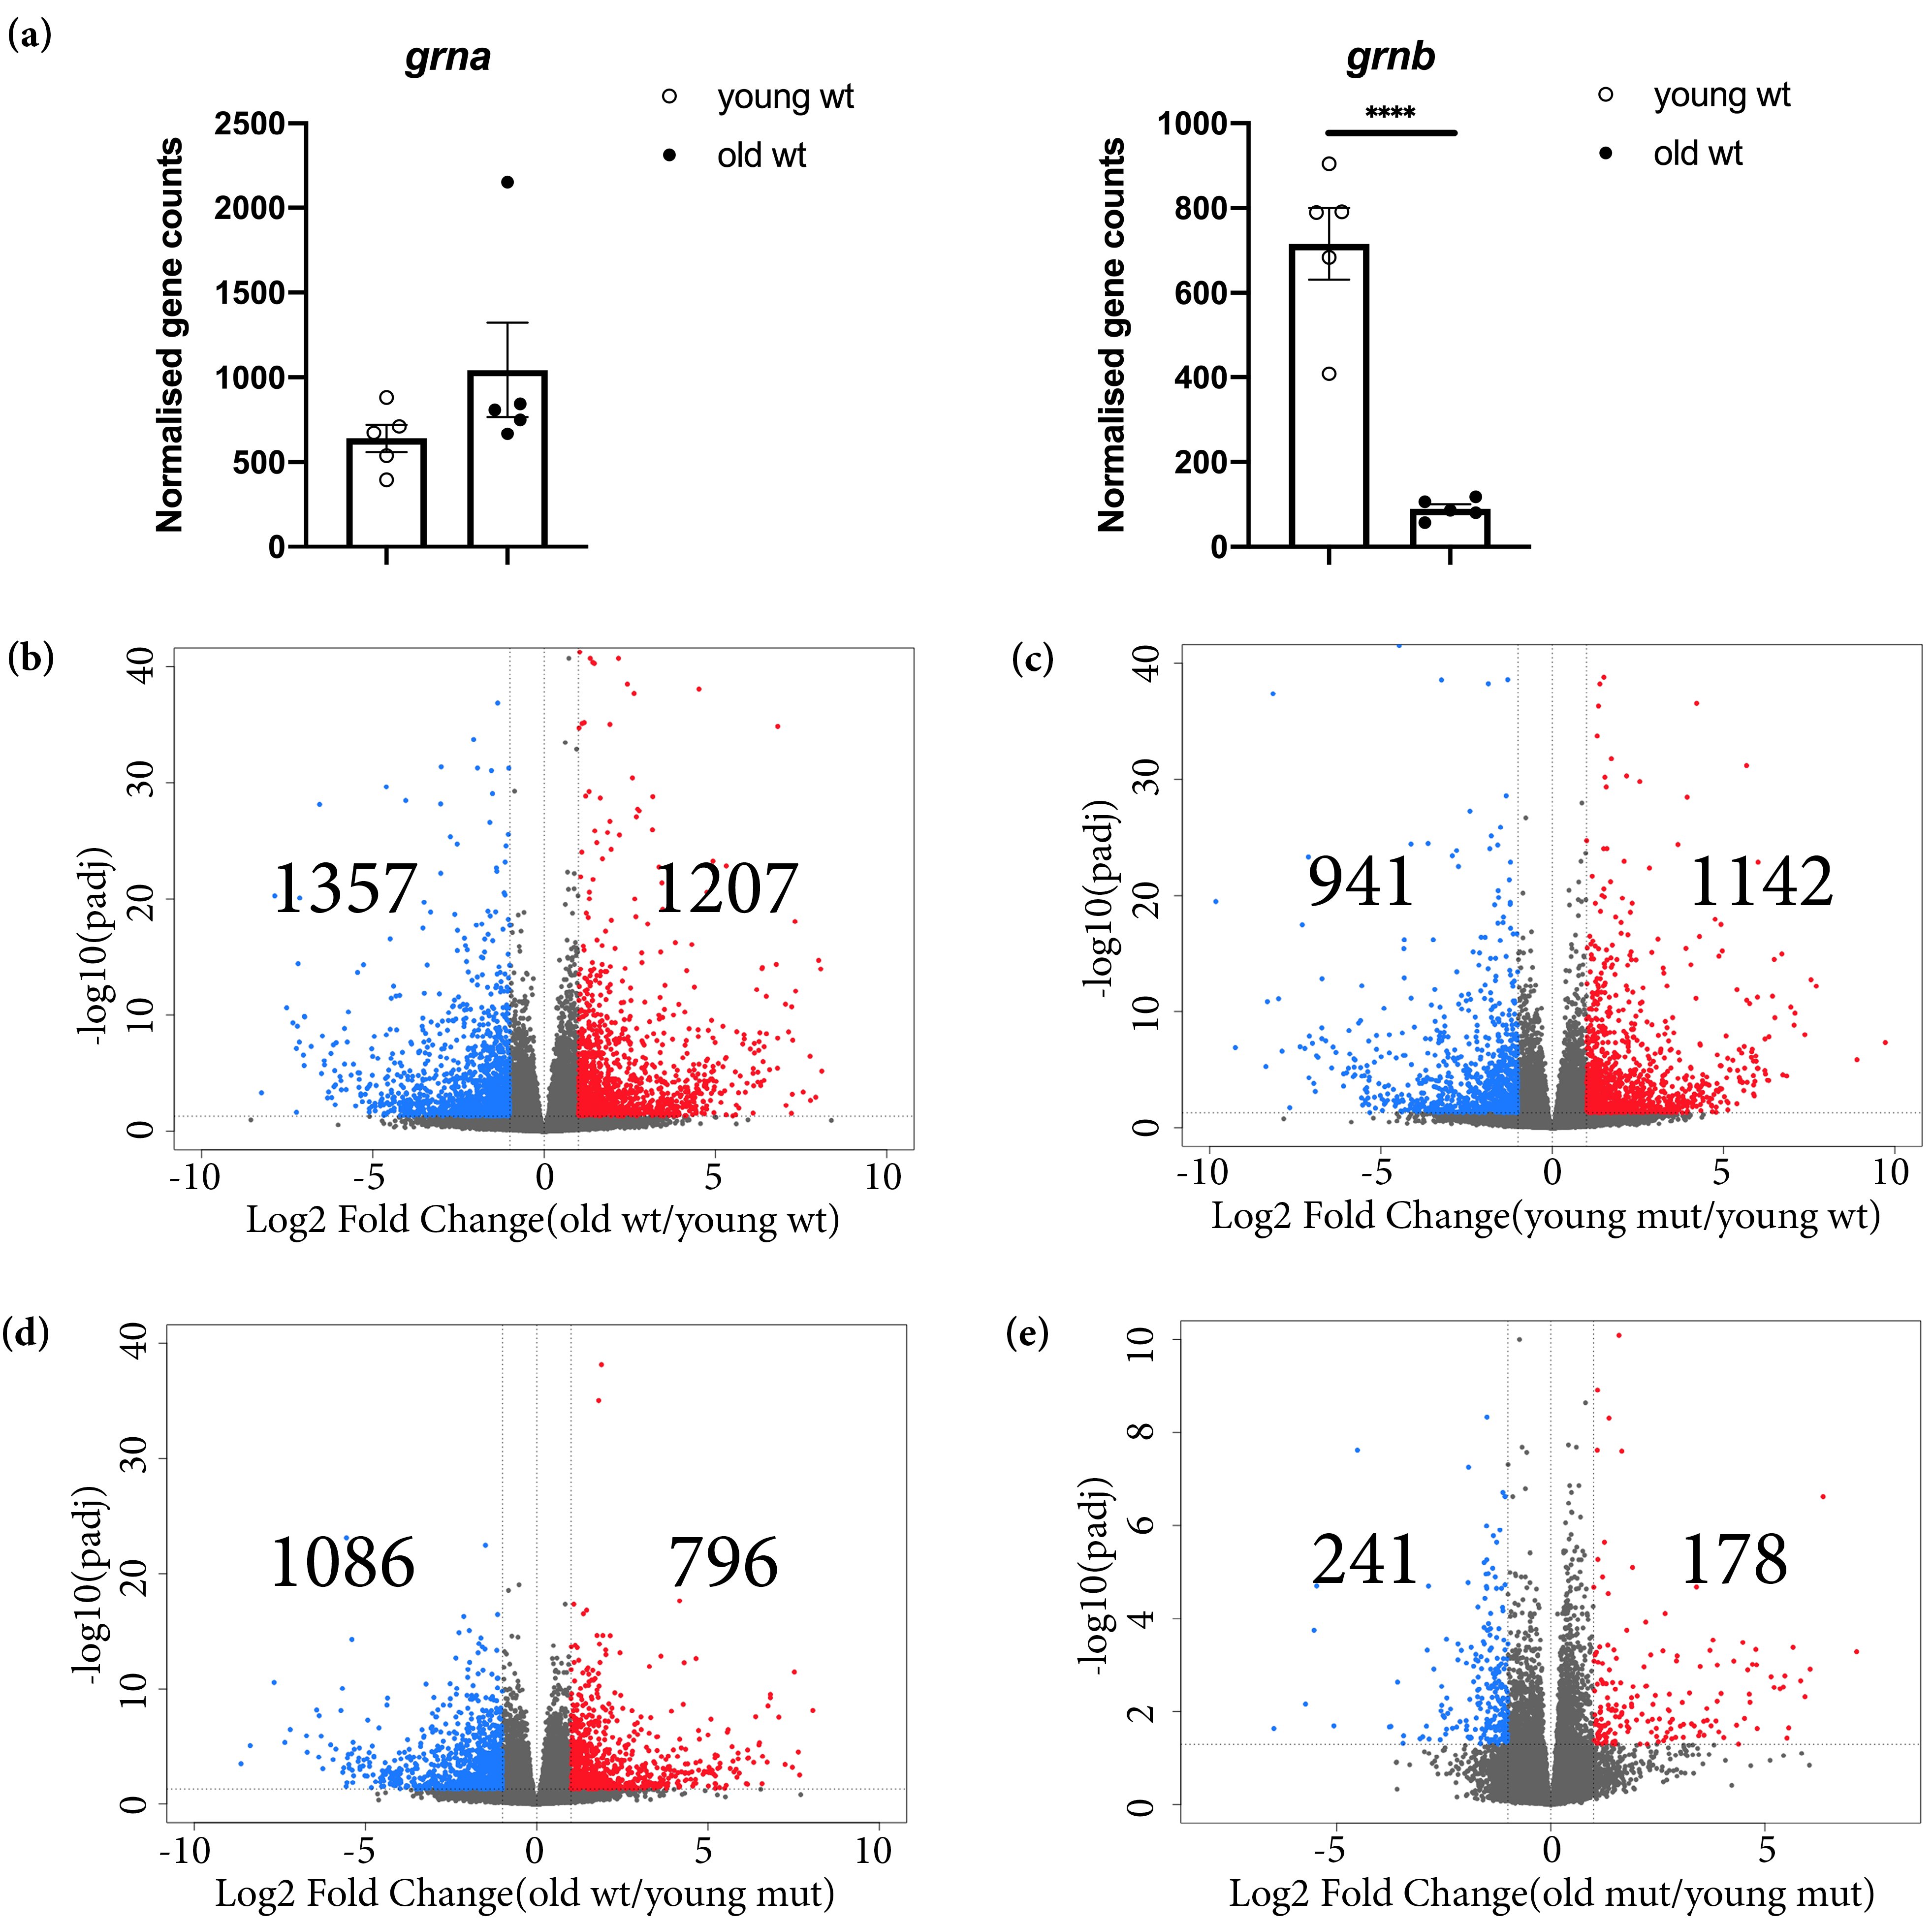 (a)
grna
young wt
old wt
Normalised gene counts
2500
2000
1500
1000
500
0
grnb
****
young wt
old wt
Normalised gene counts
1000
800
600
400
200
0
(b)
-log10(padj)
40
30
20
10
0
1357
1207
-10 -5 0 5 10
Log2 Fold Change(old wt/young wt)
(c)
-log10(padj)
40
30
20
10
0
941
1142
-10 -5 0 5 10
Log2 Fold Change(young mut/young wt)
(d)
-log10(padj)
40
30
20
10
0
1086
796
-10 -5 0 5 10
Log2 Fold Change(old wt/young mut)
(e)
-log10(padj)
10
8
6
4
2
0
241
178
-5 0 5
Log2 Fold Change(old mut/young mut)